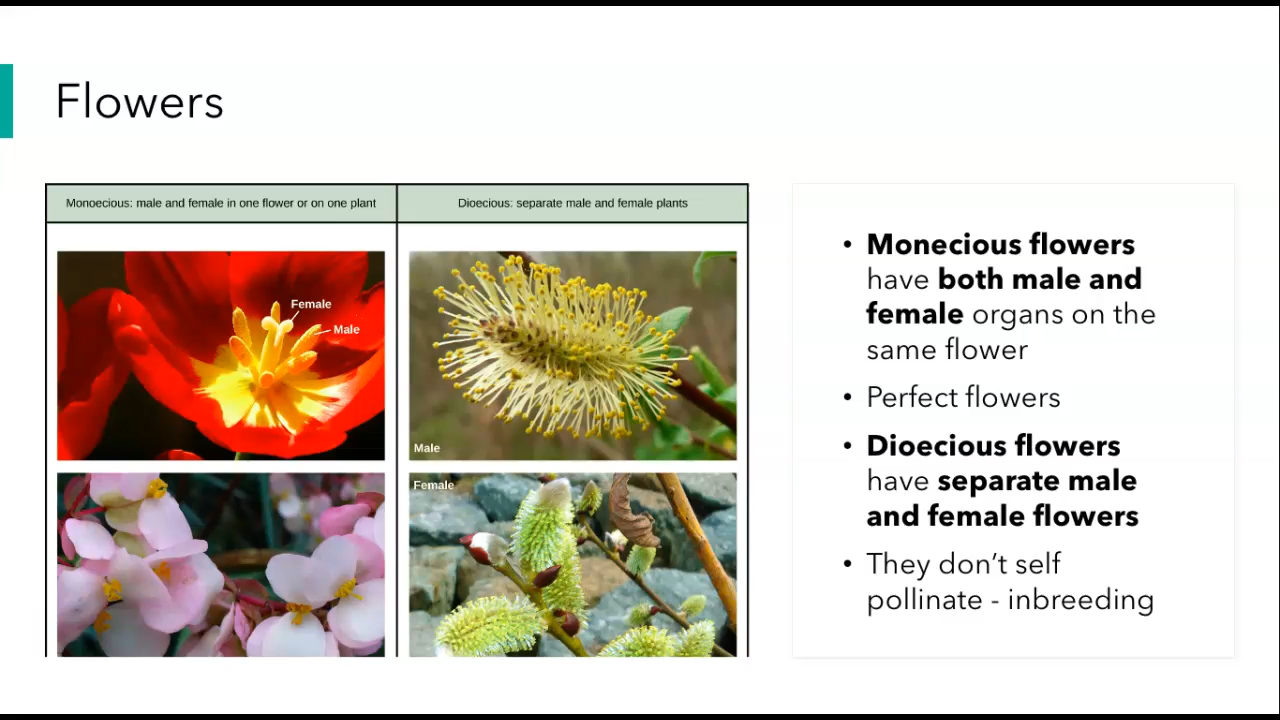 Flowers
Monoecious: male and female in one flower or on one plant
Dioecious: separate male and female plants
Female
Male
Male
Female
• Monecious flowers
have both male and
female organs on the
same flower
• Perfect flowers
• Dioecious flowers
have separate male
and female flowers
• They don’t self
pollinate - inbreeding